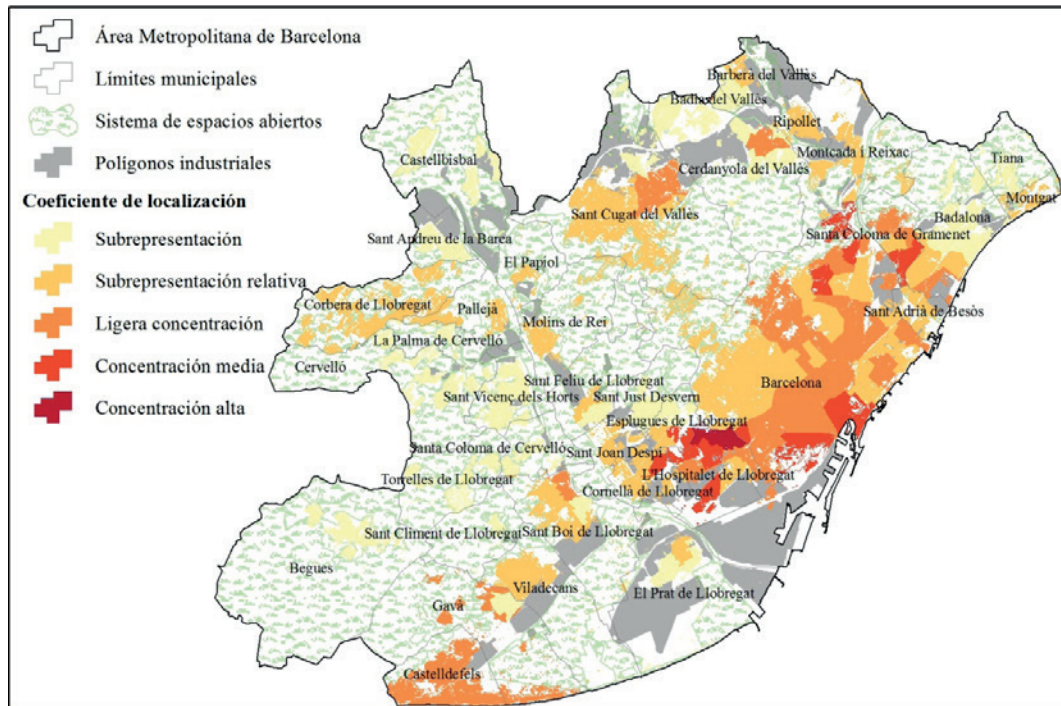 Área Metropolitana de Barcelona
Límites municipales
Sistema de espacios abiertos
Polígonos industriales
Coeficiente de localización
Subrepresentación
Subrepresentación relativa
Ligera concentración
Concentración media
Concentración alta
Barberà del Vallès
Badia del Vallès
Ripollet
Castellbisbal
Montcada i Reixac
Tiana
Cerdanyola del Vallès
Montgat
Sant Cugat del Vallès
Badalona
Santa Coloma de Gramenet
Sant Andreu de la Barca
El Papiol
Corbera de Llobregat
Pallejà
Sant Adrià de Besòs
Molins de Rei
La Palma de Cervelló
Cervelló
Sant Feliu de Llobregat
Barcelona
Sant Vicenç dels Horts
Sant Just Desvern
Esplugues de Llobregat
Santa Coloma de Cervelló
Sant Joan Despí
L'Hospitalet de Llobregat
Torrelles de Llobregat
Cornellà de Llobregat
Sant Climent de Llobregat
Sant Boi de Llobregat
Begues
Viladecans
El Prat de Llobregat
Gavà
Castelldefels